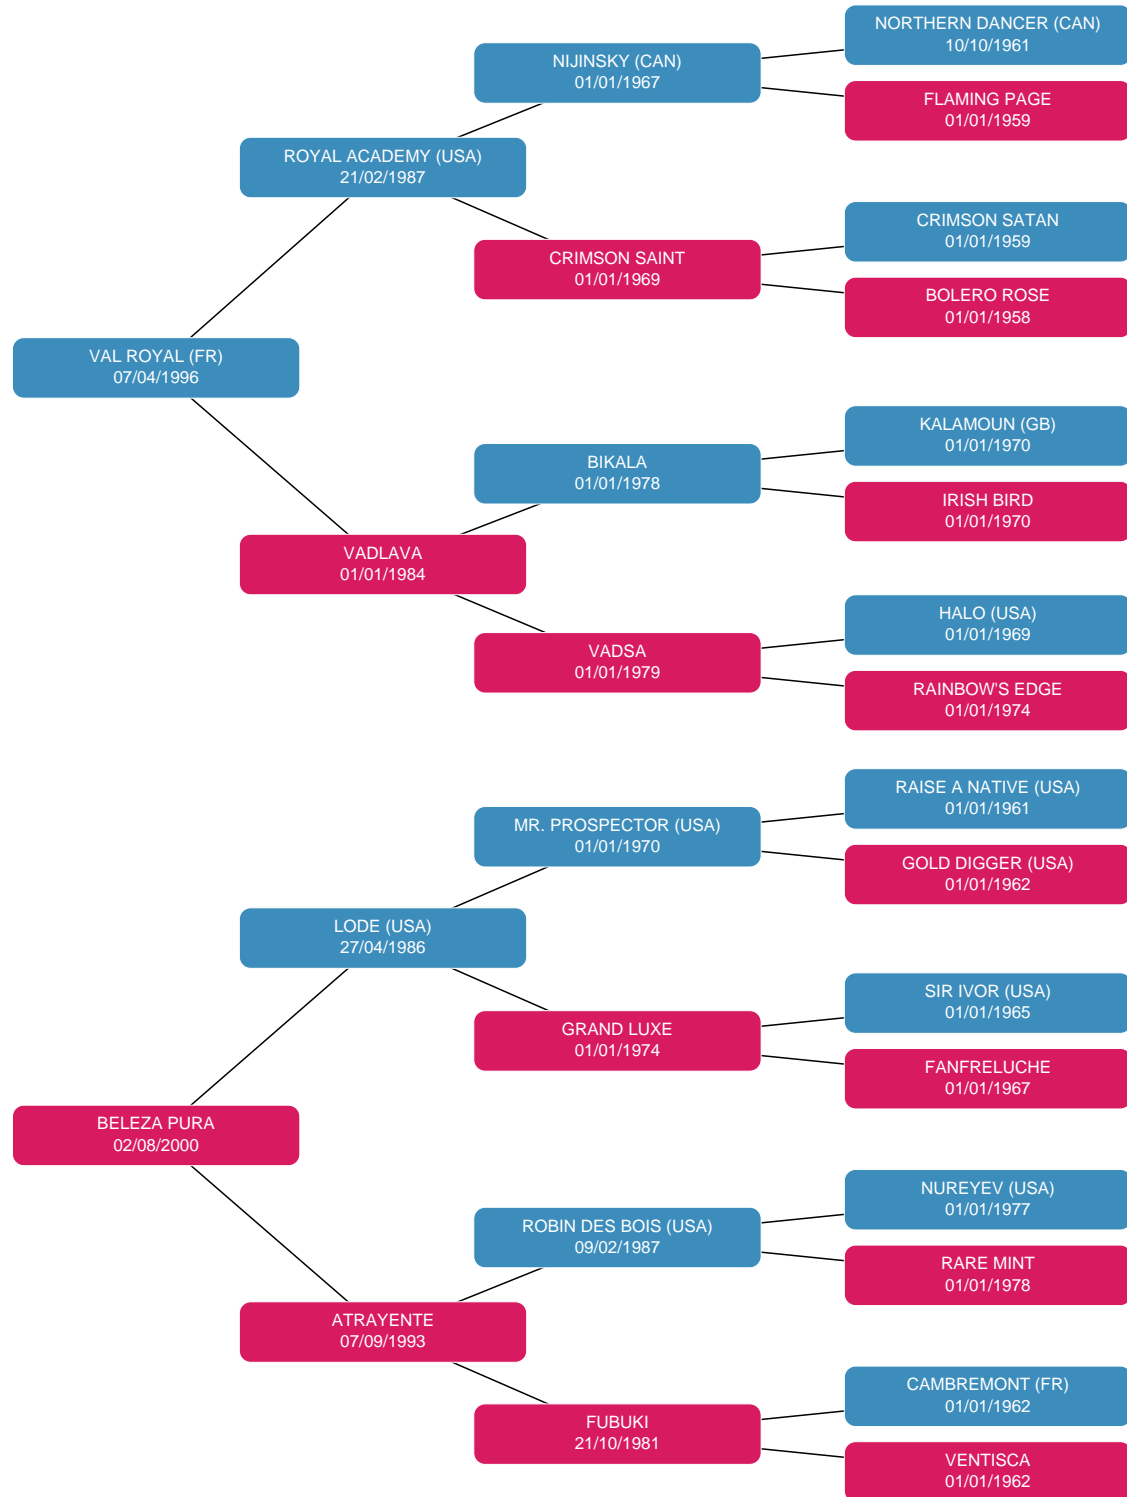 NORTHERN DANCER (CAN)
10/10/1961
NIJINSKY (CAN)
01/01/1967
FLAMING PAGE
01/01/1959
ROYAL ACADEMY (USA)
21/02/1987
CRIMSON SATAN
01/01/1959
CRIMSON SAINT
01/01/1969
BOLERO ROSE
01/01/1958
VAL ROYAL (FR)
07/04/1996
KALAMOUN (GB)
01/01/1970
BIKALA
01/01/1978
IRISH BIRD
01/01/1970
VADLAVA
01/01/1984
HALO (USA)
01/01/1969
VADSA
01/01/1979
RAINBOW'S EDGE
01/01/1974
RAISE A NATIVE (USA)
01/01/1961
MR. PROSPECTOR (USA)
01/01/1970
GOLD DIGGER (USA)
01/01/1962
LODE (USA)
27/04/1986
SIR IVOR (USA)
01/01/1965
GRAND LUXE
01/01/1974
FANFRELUCHE
01/01/1967
BELEZA PURA
02/08/2000
NUREYEV (USA)
01/01/1977
ROBIN DES BOIS (USA)
09/02/1987
RARE MINT
01/01/1978
ATRAYENTE
07/09/1993
CAMBREMONT (FR)
01/01/1962
FUBUKI
21/10/1981
VENTISCA
01/01/1962